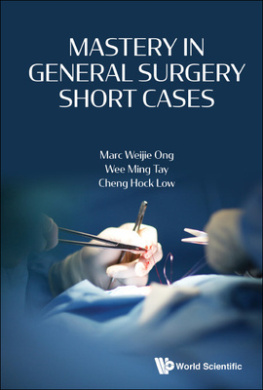 MASTERY IN
GENERAL SURGERY
SHORT CASES
Marc Weijie Ong
Wee Ming Tay
Cheng Hock Low
World Scientific